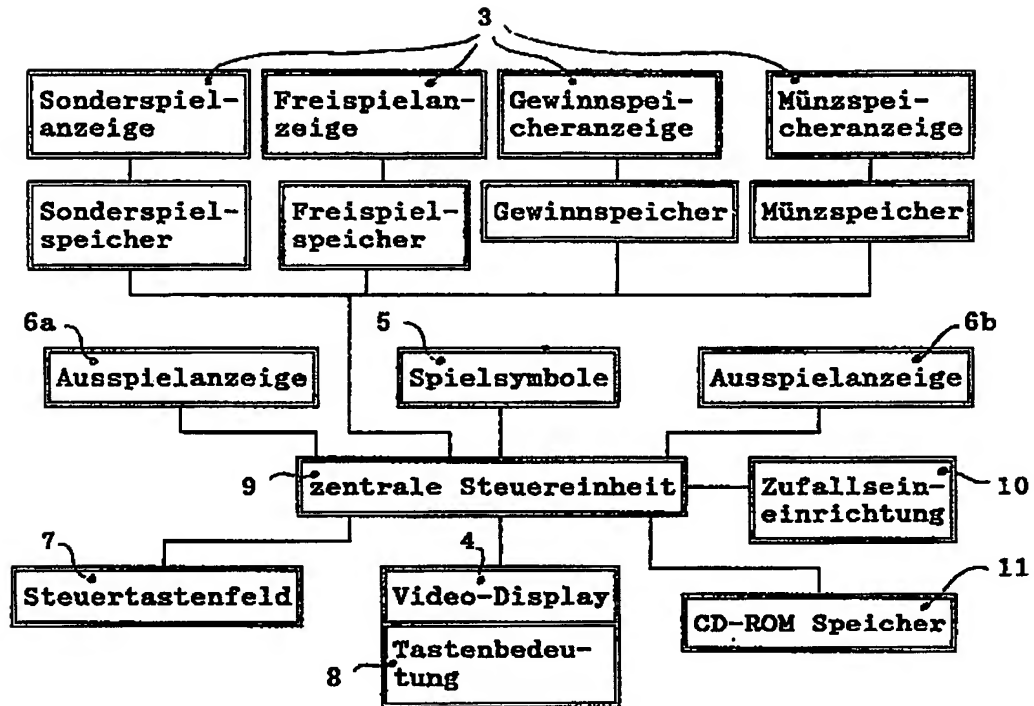 3
Sonderspiel-
anzeige
Freispielan-
zeige
Gewinnspei-
cheranzeige
Münzspei-
cheranzeige
Sonderspiel-
speicher
Freispiel-
speicher
Gewinnspeicher
Münzspeicher
6a
5
6b
Ausspielanzeige
Spielsymbole
Ausspielanzeige
9
zentrale Steuereinheit
Zufallsein-
einrichtung
10
7
4
11
Steuertastenfeld
Video-Display
CD-ROM Speicher
8
Tastenbedeu-
tung